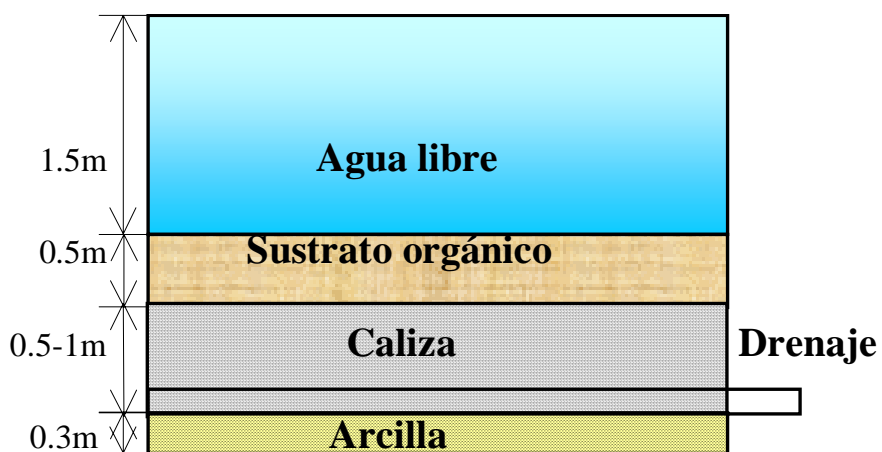 1.5m
Agua libre
0.5m
Sustrato orgánico
0.5-1m
Caliza
Drenaje
0.3m
Arcilla